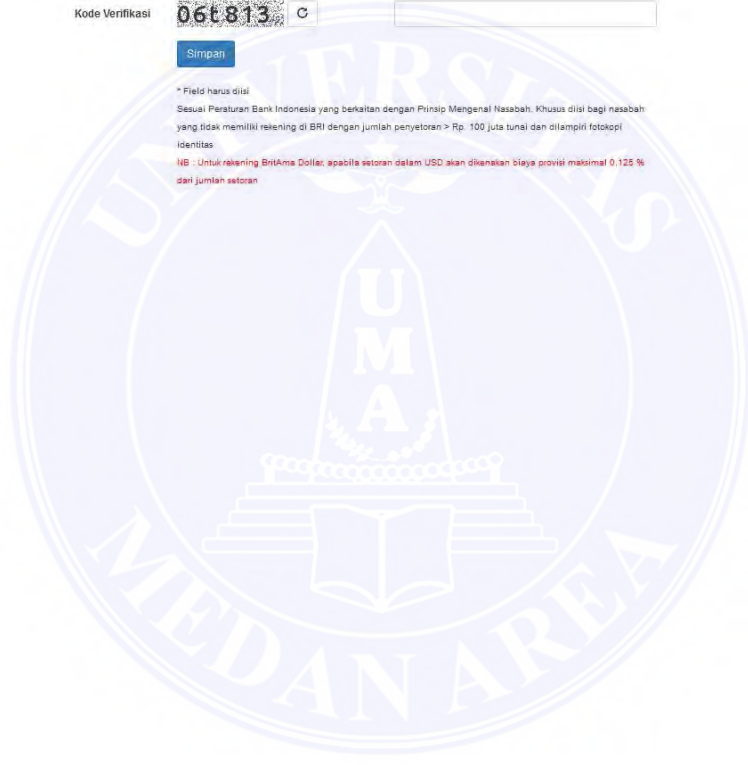 Kode Verifikasi 06t813
Simpan
* Field harus diisi
Sesuai Peraturan Bank Indonesia yang berkaitan dengan Prinsip Mengenal Nasabah. Khusus diisi bagi nasabah
yang tidak memiliki rekening di BRI dengan jumlah penyetoran > Rp. 100 juta tunai dan dilampiri fotokopi
identitas
NB : Untuk rekening BritAma Dollar, apabila setoran dalam USD akan dikenakan biaya provisi maksimal 0,125 %
dari jumlah setoran
UNIVERSITAS
U
M
A
MEDAN AREA